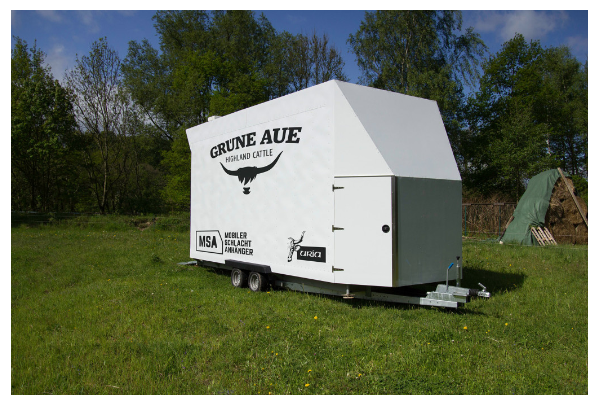 GRUNE AUE
HIGHLAND CATTLE
MSA
MOBILER
SCHLACHT
ANHÄNGER
uria